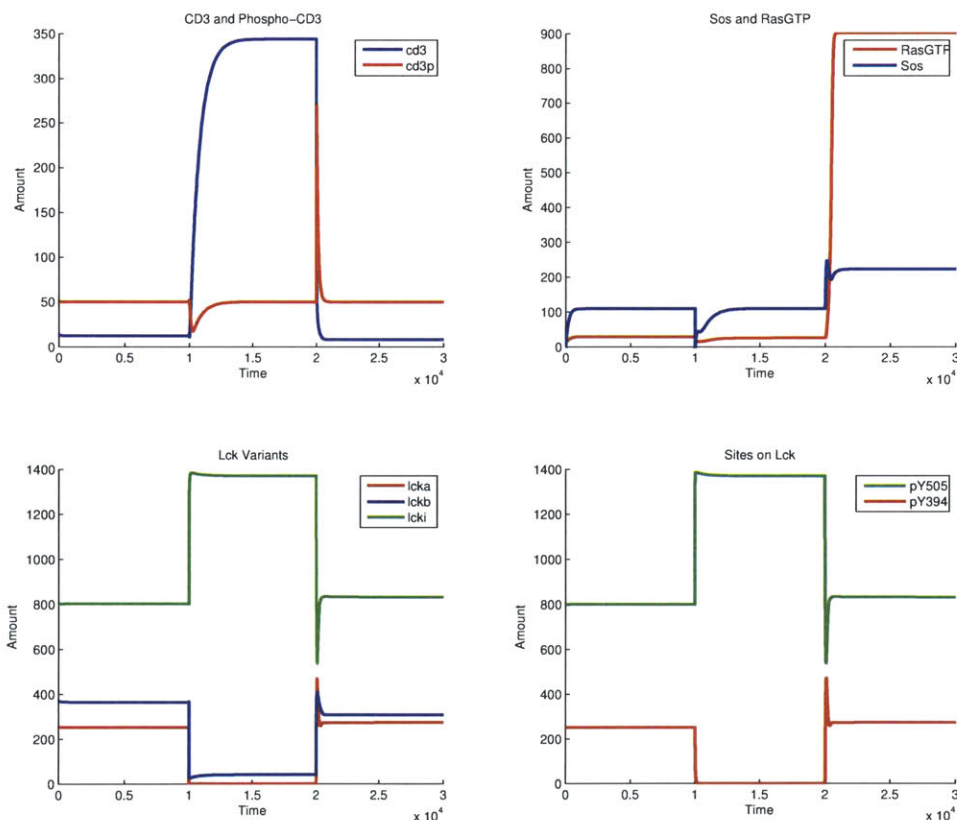 CD3 and Phospho-CD3
350
300
250
200
150
100
50
0
Amount
0
0.5
1
1.5
2
2.5
3
Time
x 10^4
cd3
cd3p
Sos and RasGTP
900
800
700
600
500
400
300
200
100
0
Amount
0
0.5
1
1.5
2
2.5
3
Time
x 10^4
RasGTP
Sos
Lck Variants
1400
1200
1000
800
600
400
200
0
Amount
0
0.5
1
1.5
2
2.5
3
Time
x 10^4
lcka
lckb
lcki
Sites on Lck
1400
1200
1000
800
600
400
200
0
Amount
0
0.5
1
1.5
2
2.5
3
Time
x 10^4
pY505
pY394